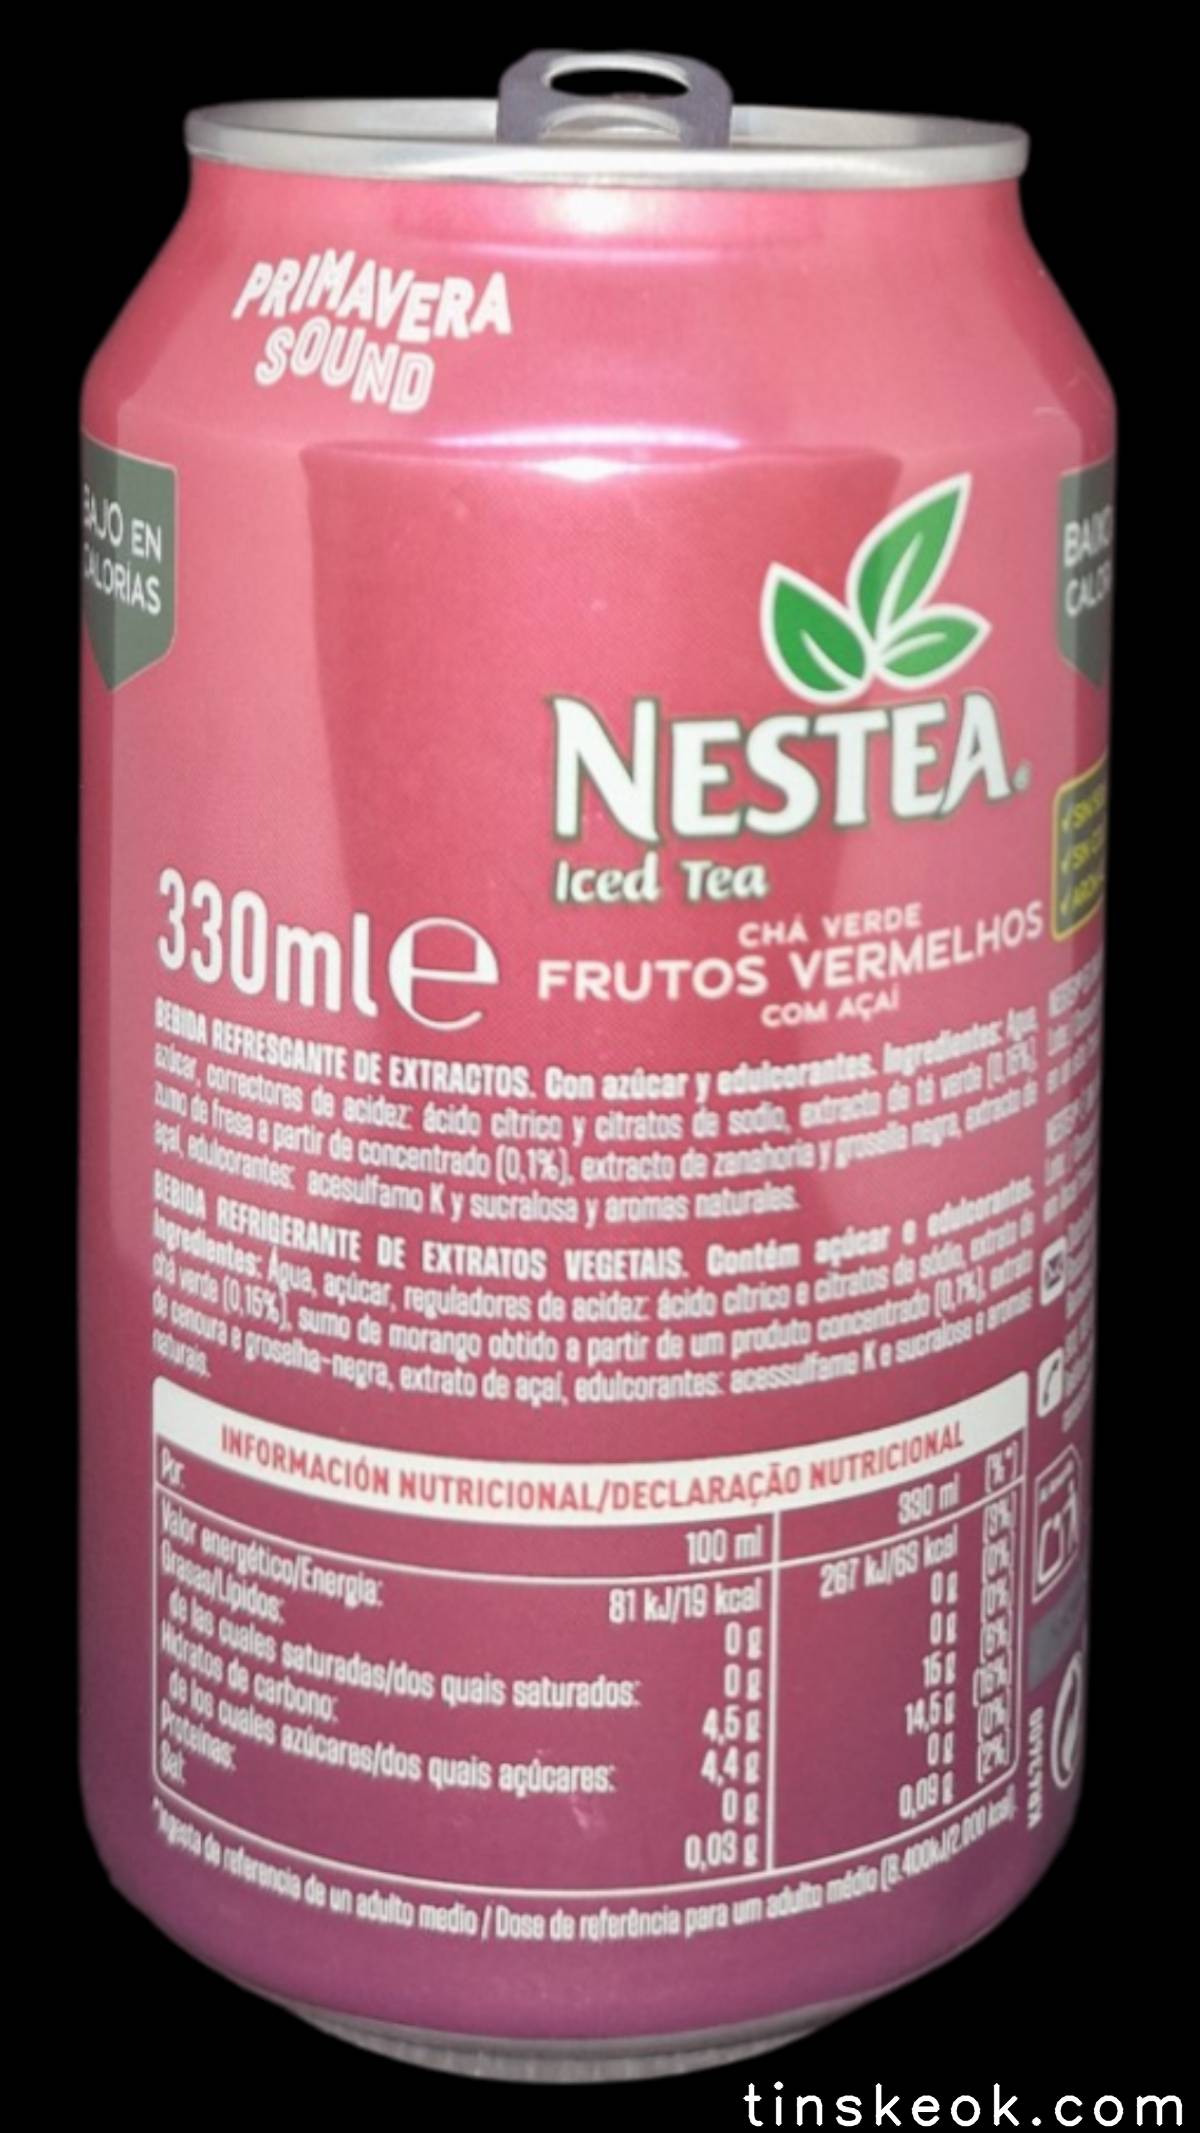 PRIMAVERA
SOUND
BAJO EN
CALORÍAS
BAIXO
NESTEA
Iced Tea
CHÁ VERDE
FRUTOS VERMELHOS
COM AÇAÍ
330ml e
BEBIDA REFRESCANTE DE EXTRACTOS. Con azúcar y edulcorantes. Ingredientes: Agua,
azúcar, correctores de acidez: ácido cítrico y citratos de sodio, extracto de té verde (0,15%),
zumo de fresa a partir de concentrado (0,1%), extracto de zanahoria y grosella negra, extracto de
açaí, edulcorantes: acesulfamo K y sucralosa y aromas naturales.
BEBIDA REFRIGERANTE DE EXTRATOS VEGETAIS. Contém açúcar e edulcorantes.
Ingredientes: Água, açúcar, reguladores de acidez: ácido cítrico e citratos de sódio, extrato de
chá verde (0,15%), sumo de morango obtido a partir de um produto concentrado (0,1%), extrato
de cenoura e groselha-negra, extrato de açaí, edulcorantes: acessulfame K e sucralose e aromas
naturais.
INFORMACIÓN NUTRICIONAL/DECLARAÇÃO NUTRICIONAL
Por: 100 ml 330 ml (%*)
Valor energético/Energia: 81 kJ/19 kcal 267 kJ/63 kcal (3%)
Grasas/Lípidos: 0 g 0 g (0%)
de las cuales saturadas/dos quais saturados: 0 g 0 g (0%)
Hidratos de carbono: 4,5 g 15 g (6%)
de los cuales azúcares/dos quais açúcares: 4,4 g 14,5 g (16%)
Proteínas: 0 g 0 g (0%)
Sal: 0,03 g 0,09 g (2%)
*Ingesta de referencia de un adulto medio / Dose de referência para um adulto médio (8.400kJ/2.000 kcal).
tinskeok.com